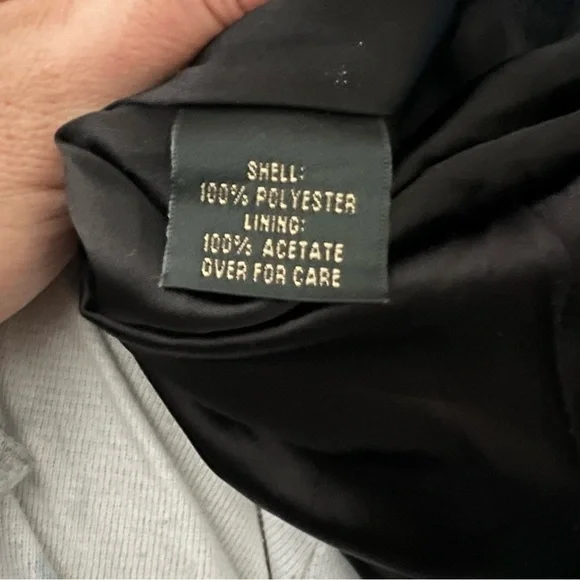 SHELL:
100% POLYESTER
LINING:
100% ACETATE
OVER FOR CARE